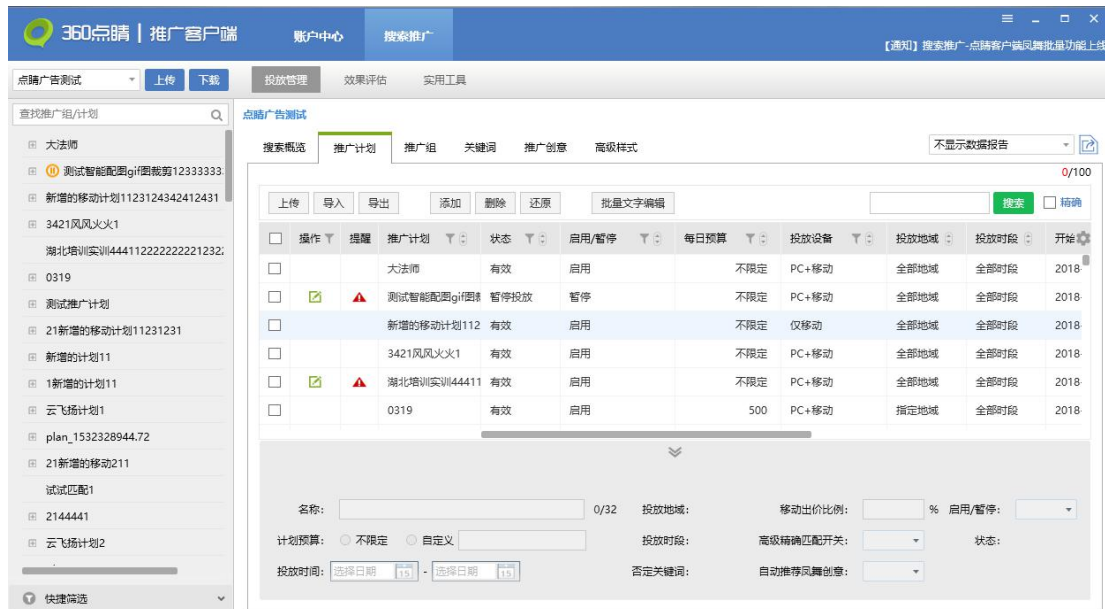 360点睛 | 推广客户端
账户中心 搜索推广
【通知】搜索推广-点睛客户端凤舞批量功能上线
点睛广告测试 上传 下载 投放管理 效果评估 实用工具
查找推广组/计划
大法师
测试智能配图gif图裁剪12333333
新增的移动计划1123124342412431
3421风风火火1
湖北培训实训4441122222222221232
0319
测试推广计划
21新增的移动计划11231231
新增的计划11
1新增的计划11
云飞扬计划1
plan_1532328944.72
21新增的移动211
试试匹配1
2144441
云飞扬计划2
快捷筛选
点睛广告测试
搜索概览 推广计划 推广组 关键词 推广创意 高级样式 不显示数据报告
0/100
上传 导入 导出 添加 删除 还原 批量文字编辑 搜索 精确
操作 提醒 推广计划 状态 启用/暂停 每日预算 投放设备 投放地域 投放时段 开始
大法师 有效 启用 不限定 PC+移动 全部地域 全部时段 2018-
测试智能配图gif图裁 暂停投放 暂停 不限定 PC+移动 全部地域 全部时段 2018-
新增的移动计划112 有效 启用 不限定 仅移动 全部地域 全部时段 2018-
3421风风火火1 有效 启用 不限定 PC+移动 全部地域 全部时段 2018-
湖北培训实训44411 有效 启用 不限定 PC+移动 全部地域 全部时段 2018-
0319 有效 启用 500 PC+移动 指定地域 全部时段 2018-
名称: 0/32 投放地域: 移动出价比例: % 启用/暂停:
计划预算: 不限定 自定义 投放时段: 高级精确匹配开关: 状态:
投放时间: 选择日期 15 - 选择日期 15 否定关键词: 自动推荐凤舞创意: